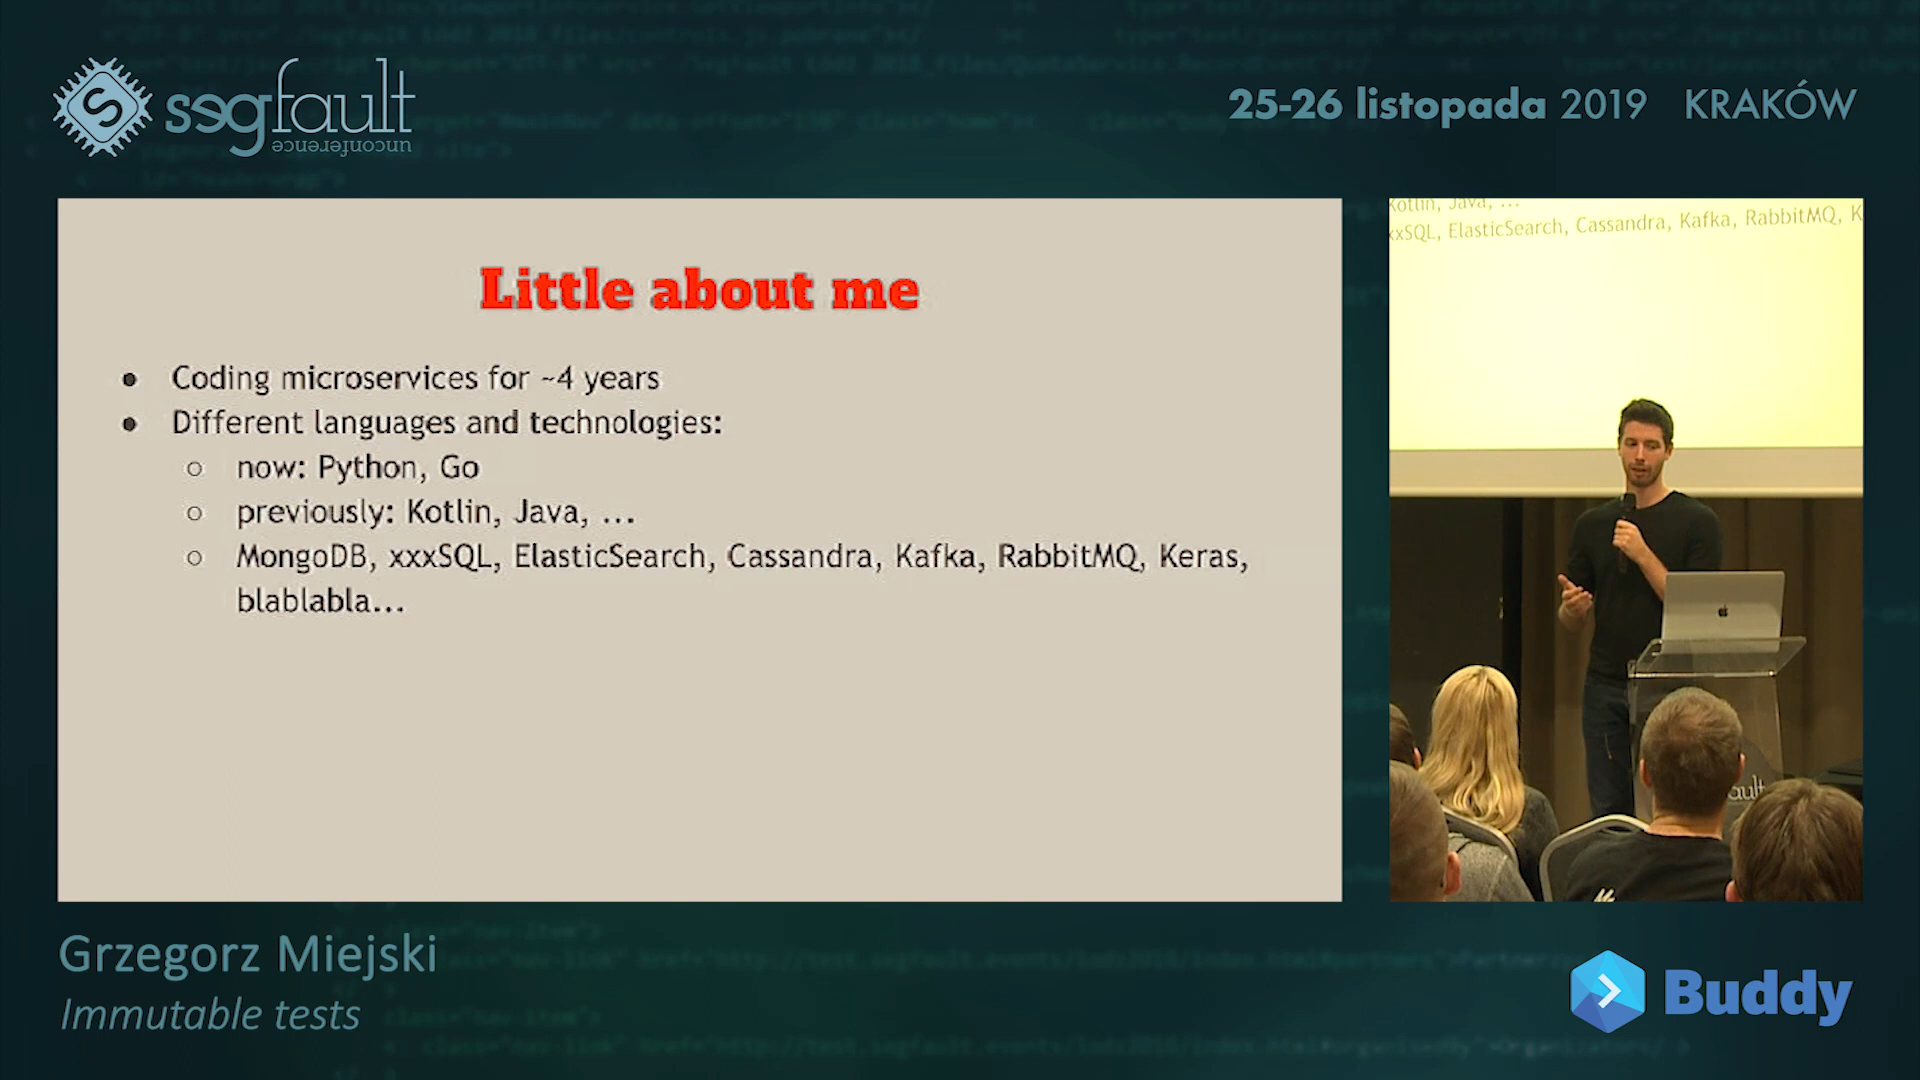 segfault
unconference
25-26 listopada 2019 KRAKÓW
Little about me
Coding microservices for ~4 years
Different languages and technologies:
now: Python, Go
previously: Kotlin, Java, ...
MongoDB, xxxSQL, ElasticSearch, Cassandra, Kafka, RabbitMQ, Keras,
blablabla...
Kotlin, Java, ...
xxSQL, ElasticSearch, Cassandra, Kafka, RabbitMQ, K
ault
Grzegorz Miejski
Immutable tests
Buddy